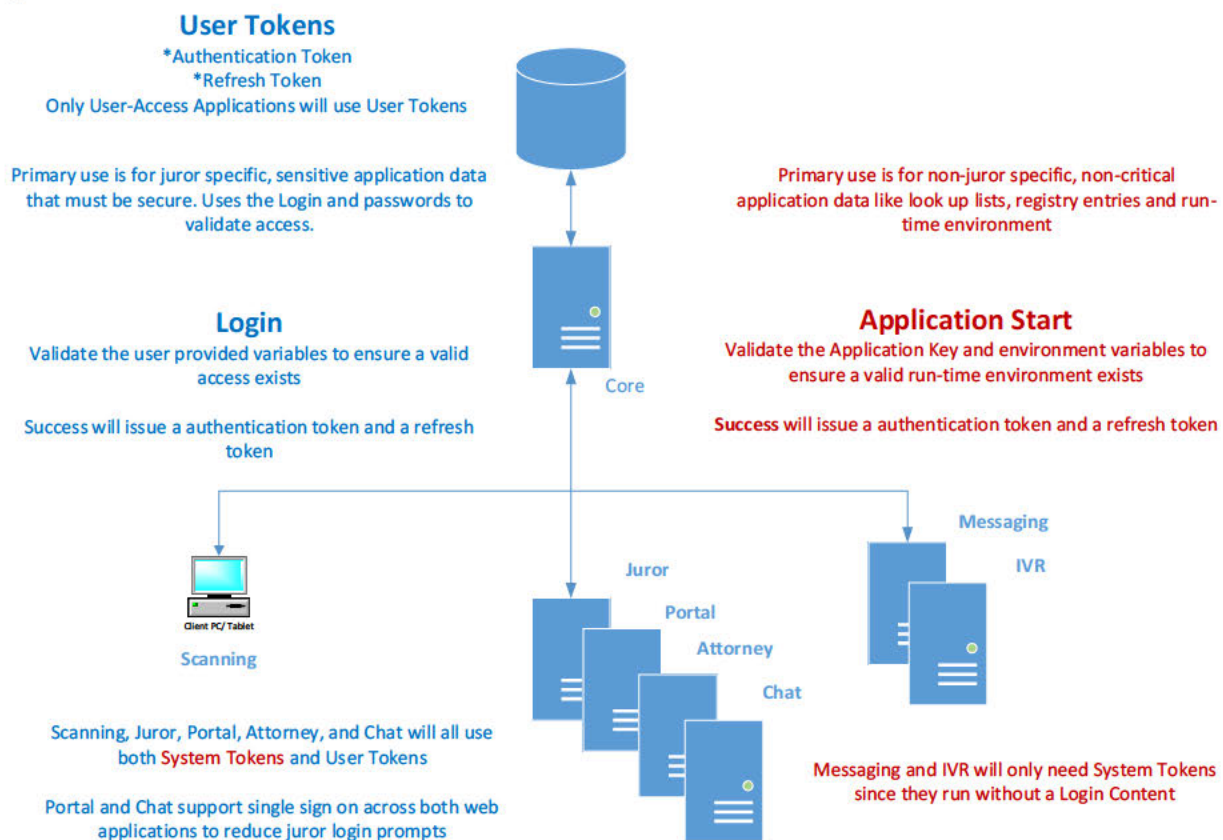 User Tokens
*Authentication Token
*Refresh Token
Only User-Access Applications will use User Tokens
Primary use is for juror specific, sensitive application data
that must be secure. Uses the Login and passwords to
validate access.
Primary use is for non-juror specific, non-critical
application data like look up lists, registry entries and run-
time environment
Login
Validate the user provided variables to ensure a valid
access exists
Success will issue a authentication token and a refresh
token
Core
Application Start
Validate the Application Key and environment variables to
ensure a valid run-time environment exists
Success will issue a authentication token and a refresh token
Client PC/ Tablet
Scanning
Juror
Portal
Attorney
Chat
Messaging
IVR
Scanning, Juror, Portal, Attorney, and Chat will all use
both System Tokens and User Tokens
Portal and Chat support single sign on across both web
applications to reduce juror login prompts
Messaging and IVR will only need System Tokens
since they run without a Login Content